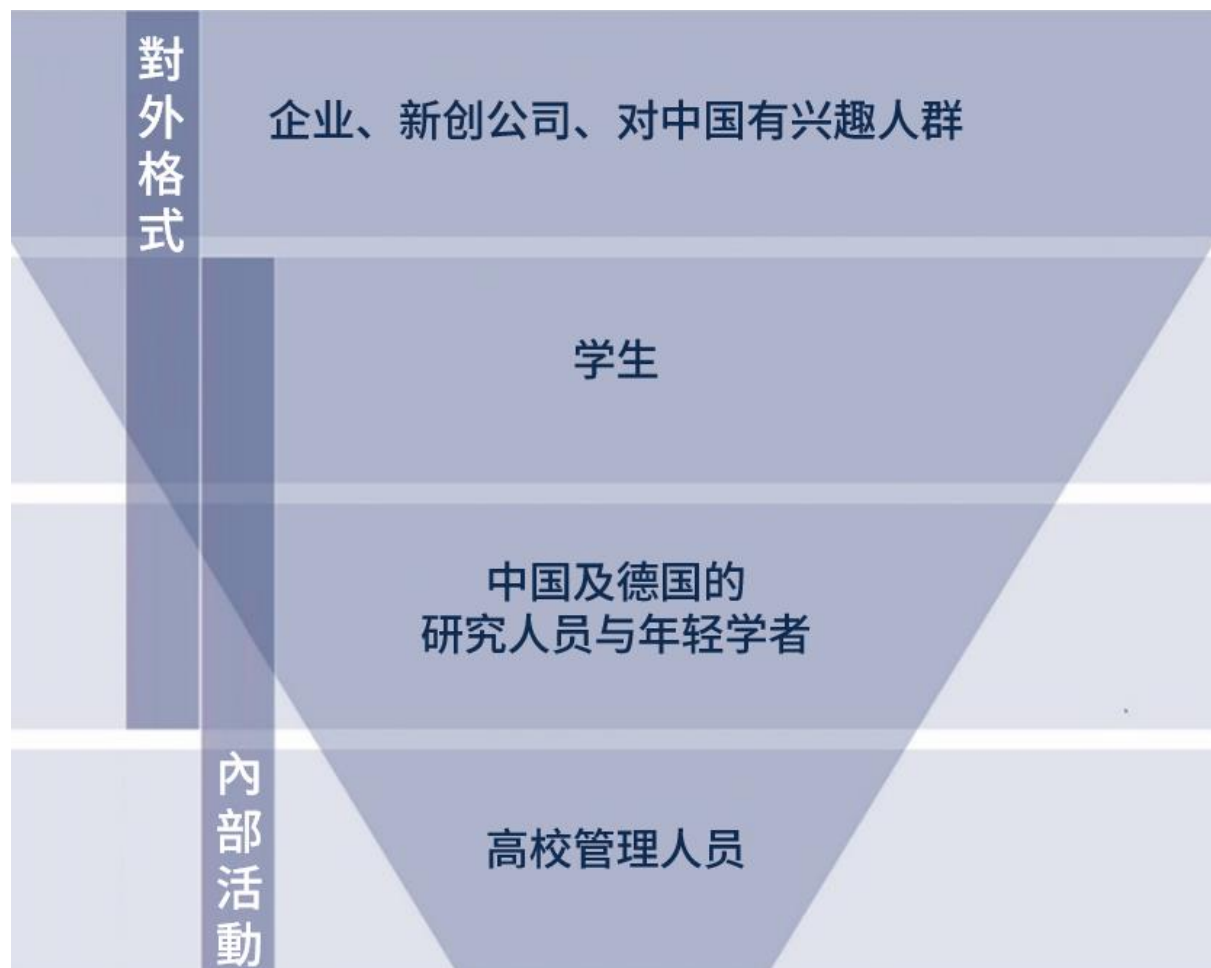 對外格式
企业、新创公司、对中国有兴趣人群
学生
中国及德国的
研究人员与年轻学者
內部活動
高校管理人员